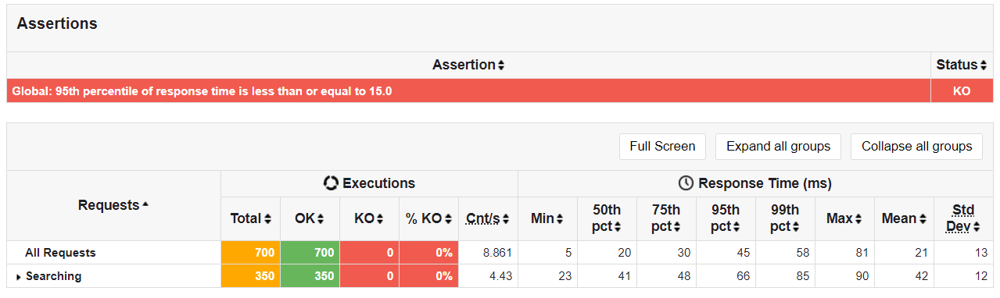 Assertions
Assertion Status
Global: 95th percentile of response time is less than or equal to 15.0 KO
Full Screen Expand all groups Collapse all groups
Requests Executions Response Time (ms)
Total OK KO % KO Cnt/s Min 50th pct 75th pct 95th pct 99th pct Max Mean Std Dev
All Requests 700 700 0 0% 8.861 5 20 30 45 58 81 21 13
Searching 350 350 0 0% 4.43 23 41 48 66 85 90 42 12